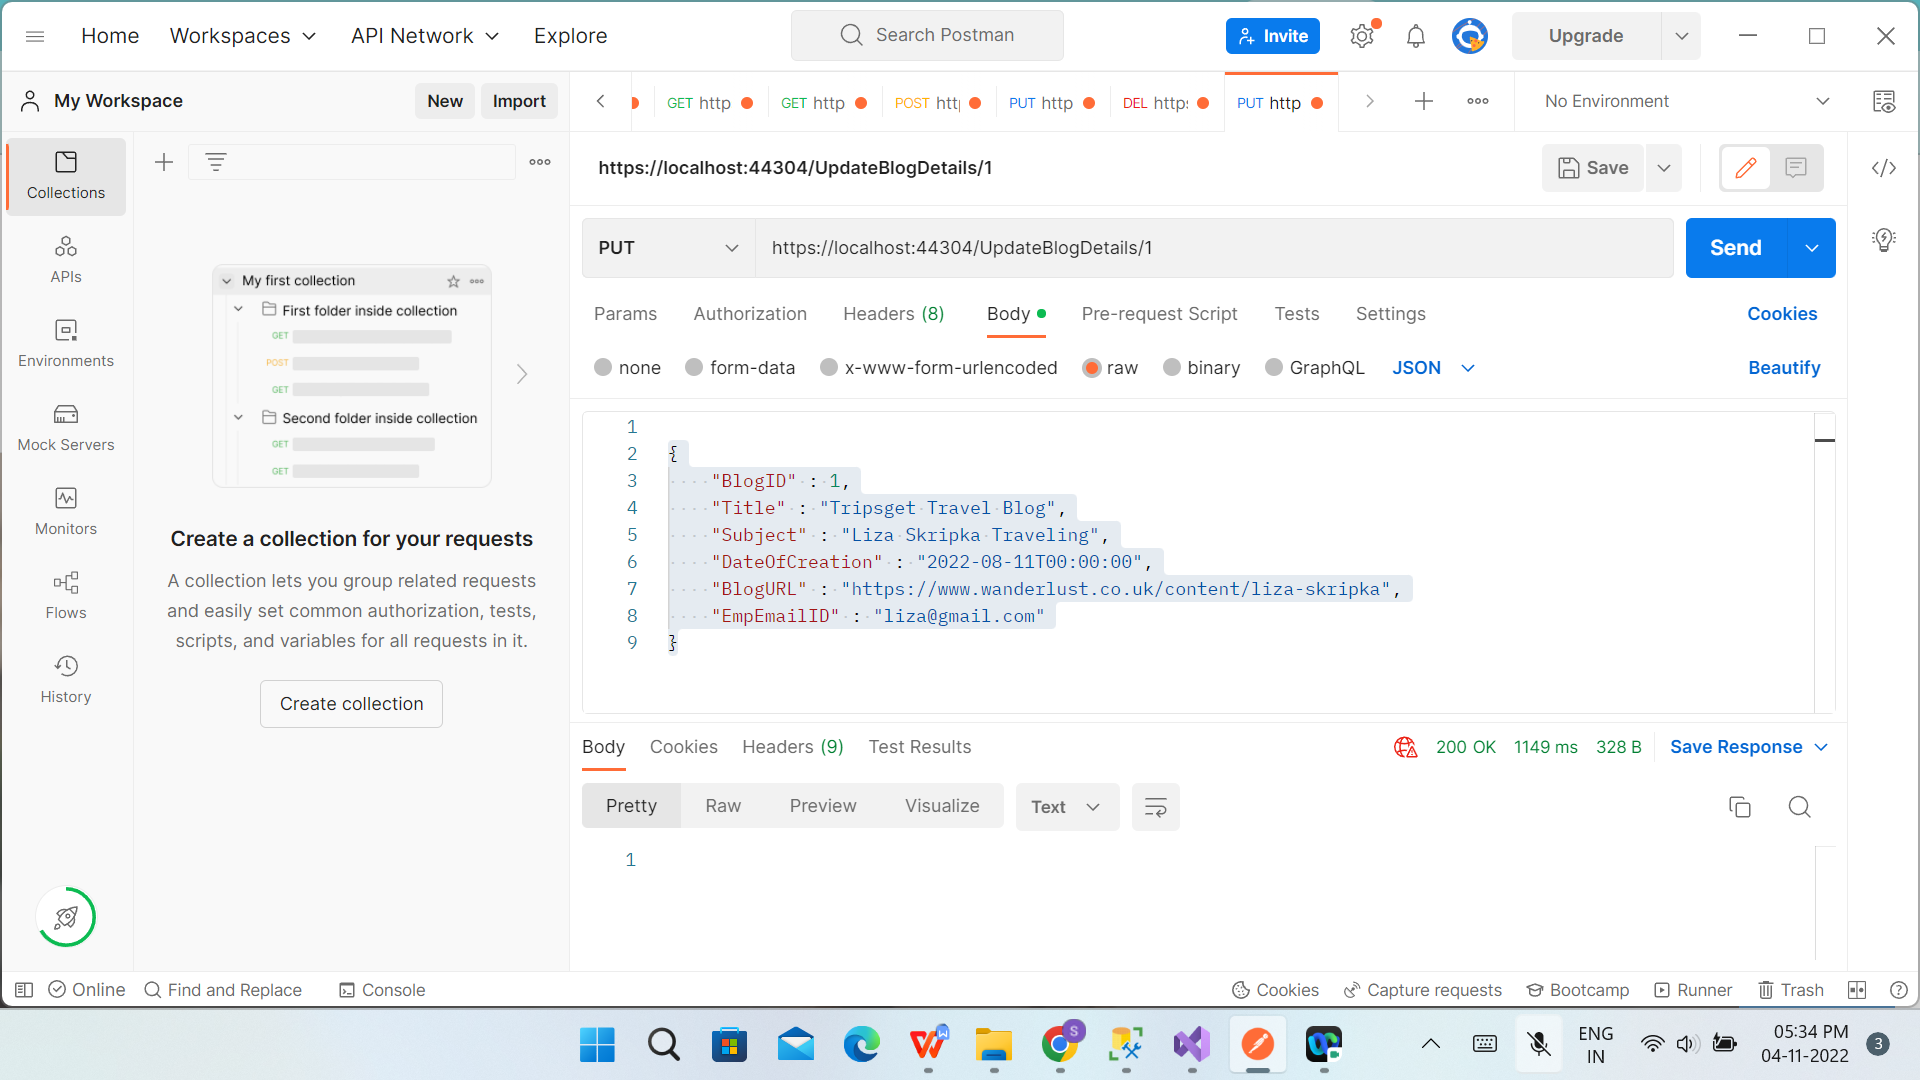 Home
Workspaces
API Network
Explore
Search Postman
Invite
Upgrade
My Workspace
New
Import
GET http
GET http
POST htt
PUT http
DEL https
PUT http
No Environment
Collections
APIs
Environments
Mock Servers
Monitors
Flows
History
My first collection
First folder inside collection
GET
POST
GET
Second folder inside collection
GET
GET
Create a collection for your requests
A collection lets you group related requests
and easily set common authorization, tests,
scripts, and variables for all requests in it.
Create collection
https://localhost:44304/UpdateBlogDetails/1
Save
PUT
https://localhost:44304/UpdateBlogDetails/1
Send
Params
Authorization
Headers (8)
Body
Pre-request Script
Tests
Settings
Cookies
none
form-data
x-www-form-urlencoded
raw
binary
GraphQL
JSON
Beautify
1
2 {
3 "BlogID" : 1,
4 "Title" : "Tripsget Travel Blog",
5 "Subject" : "Liza Skripka Traveling",
6 "DateOfCreation" : "2022-08-11T00:00:00",
7 "BlogURL" : "https://www.wanderlust.co.uk/content/liza-skripka",
8 "EmpEmailID" : "liza@gmail.com"
9 }
Body
Cookies
Headers (9)
Test Results
200 OK
1149 ms
328 B
Save Response
Pretty
Raw
Preview
Visualize
Text
1
Online
Find and Replace
Console
Cookies
Capture requests
Bootcamp
Runner
Trash
W
S
ENG
IN
05:34 PM
04-11-2022
3